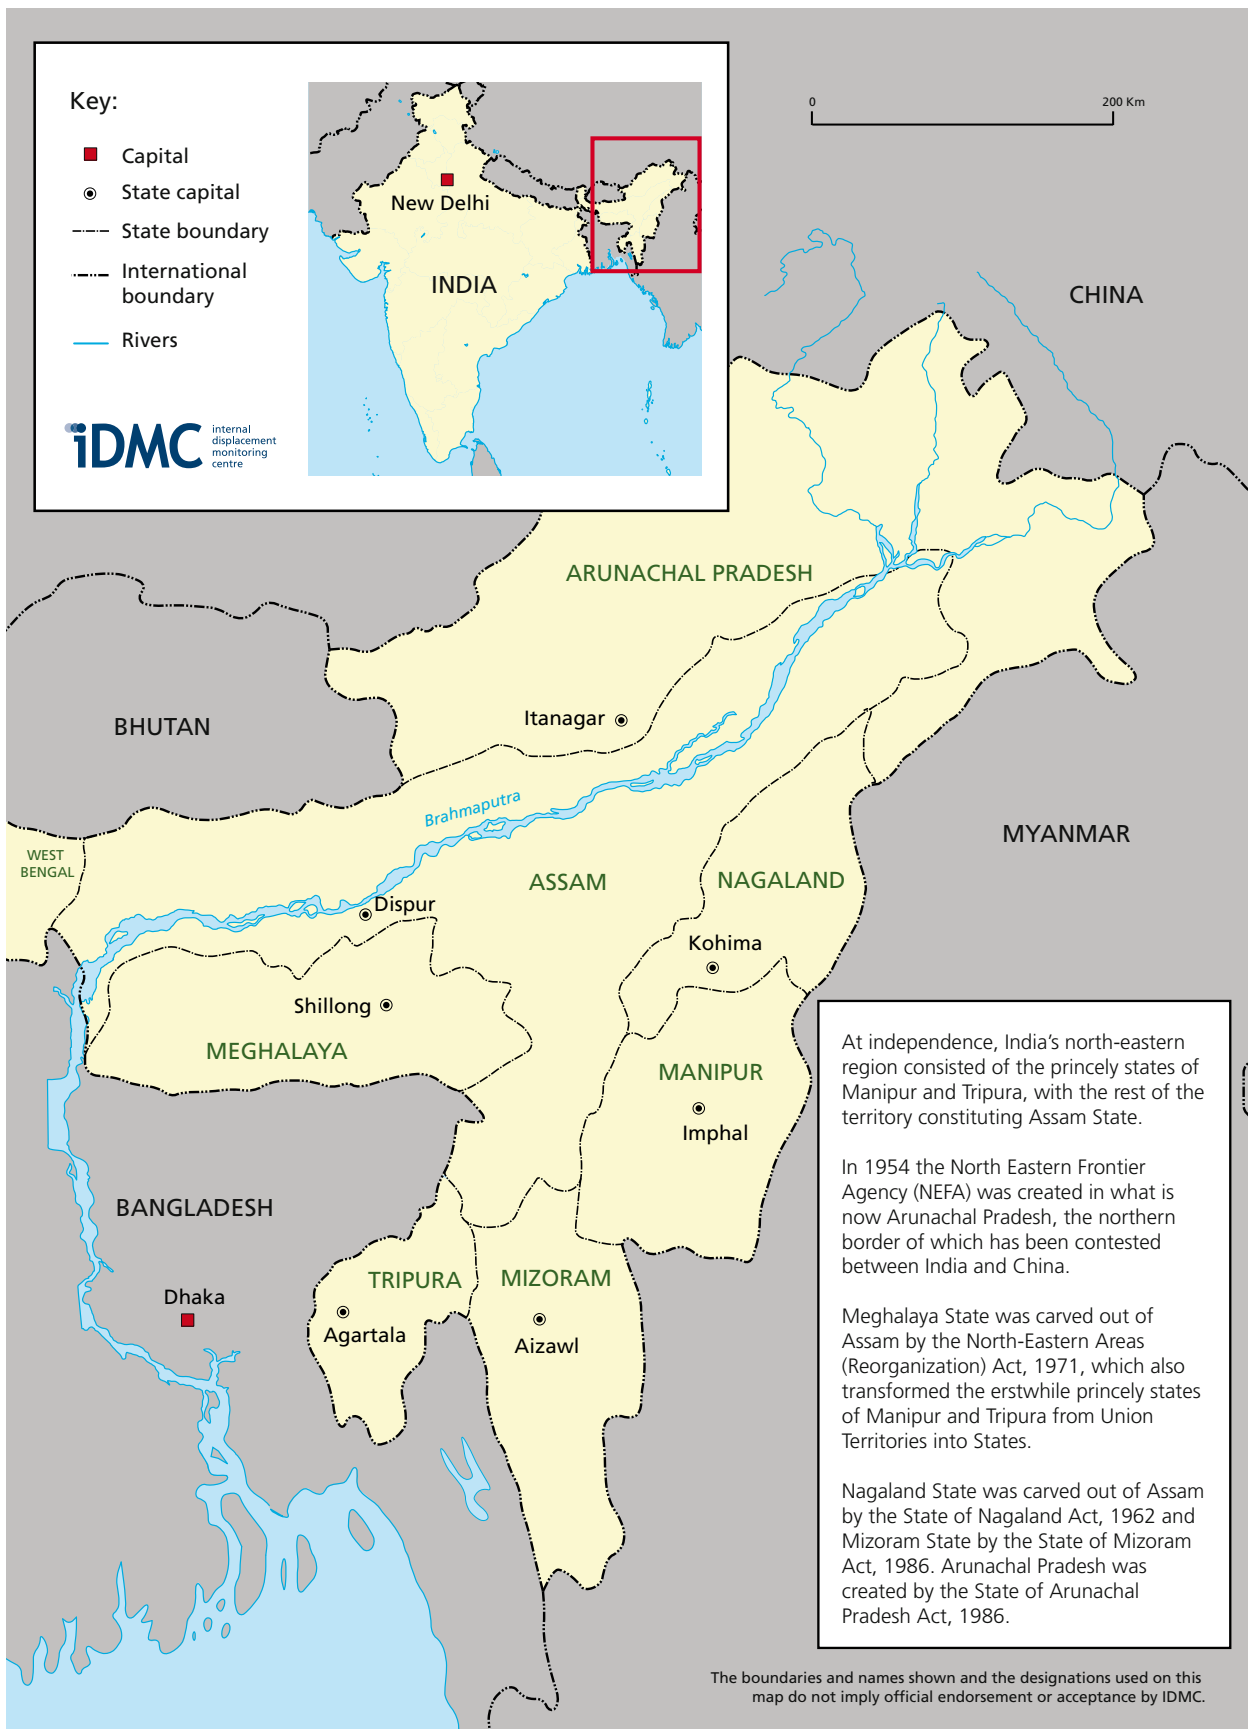 Key:
Capital
State capital
State boundary
International
boundary
Rivers
iDMC
internal
displacement
monitoring
centre
New Delhi
INDIA
0
200 Km
CHINA
ARUNACHAL PRADESH
Itanagar
BHUTAN
Brahmaputra
MYANMAR
WEST
BENGAL
ASSAM
NAGALAND
Dispur
Kohima
Shillong
MEGHALAYA
MANIPUR
Imphal
BANGLADESH
TRIPURA
MIZORAM
Dhaka
Agartala
Aizawl
At independence, India’s north-eastern
region consisted of the princely states of
Manipur and Tripura, with the rest of the
territory constituting Assam State.
In 1954 the North Eastern Frontier
Agency (NEFA) was created in what is
now Arunachal Pradesh, the northern
border of which has been contested
between India and China.
Meghalaya State was carved out of
Assam by the North-Eastern Areas
(Reorganization) Act, 1971, which also
transformed the erstwhile princely states
of Manipur and Tripura from Union
Territories into States.
Nagaland State was carved out of Assam
by the State of Nagaland Act, 1962 and
Mizoram State by the State of Mizoram
Act, 1986. Arunachal Pradesh was
created by the State of Arunachal
Pradesh Act, 1986.
The boundaries and names shown and the designations used on this
map do not imply official endorsement or acceptance by IDMC.